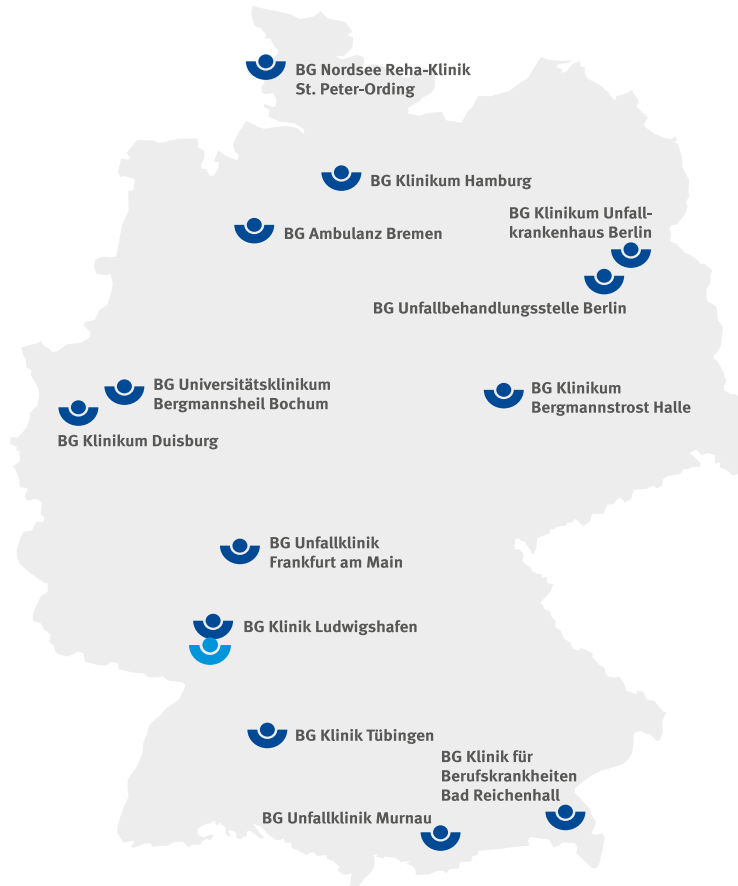 BG Nordsee Reha-Klinik
St. Peter-Ording
BG Klinikum Hamburg
BG Klinikum Unfall-
krankenhaus Berlin
BG Ambulanz Bremen
BG Unfallbehandlungsstelle Berlin
BG Universitätsklinikum
Bergmannsheil Bochum
BG Klinikum
Bergmannstrost Halle
BG Klinikum Duisburg
BG Unfallklinik
Frankfurt am Main
BG Klinik Ludwigshafen
BG Klinik Tübingen
BG Klinik für
Berufskrankheiten
Bad Reichenhall
BG Unfallklinik Murnau